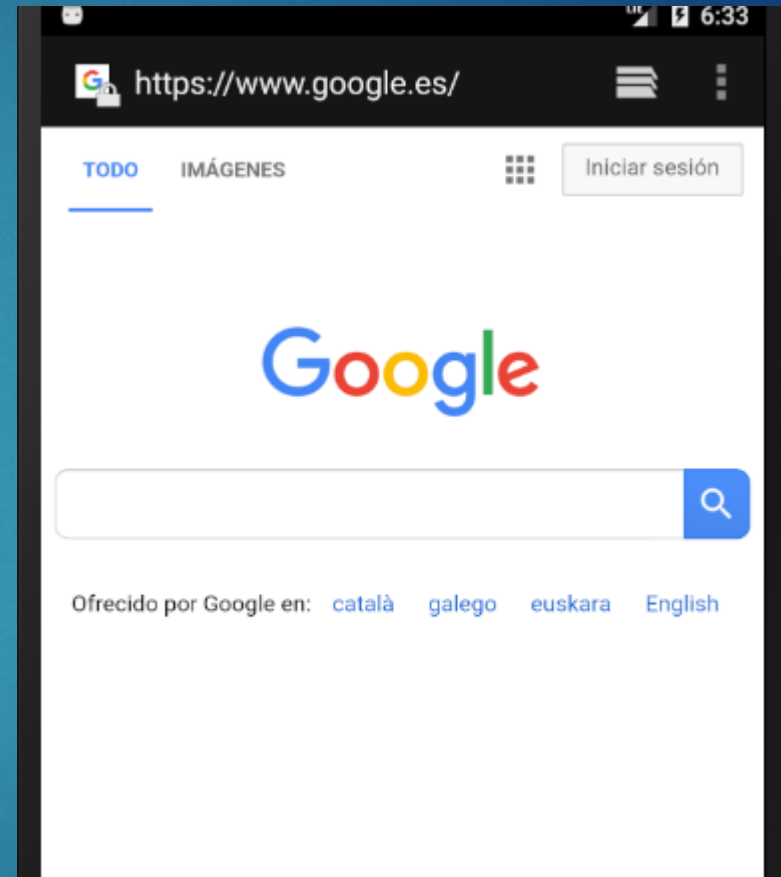 LTE 6:33
https://www.google.es/
TODO IMÁGENES Iniciar sesión
Google
Ofrecido por Google en: català galego euskara English